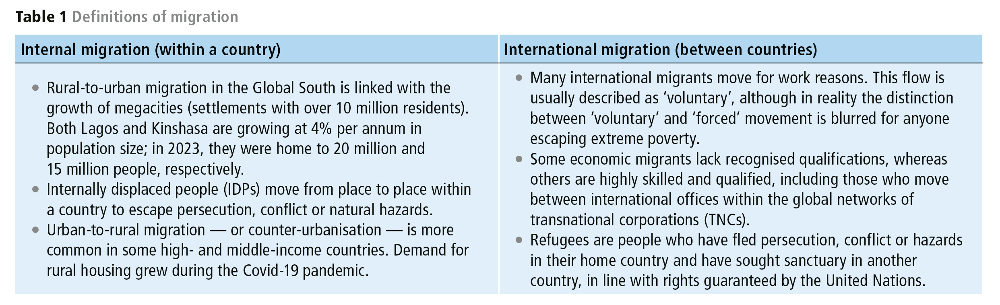 Table 1 Definitions of migration
Internal migration (within a country)
• Rural-to-urban migration in the Global South is linked with the
growth of megacities (settlements with over 10 million residents).
Both Lagos and Kinshasa are growing at 4% per annum in
population size; in 2023, they were home to 20 million and
15 million people, respectively.
• Internally displaced people (IDPs) move from place to place within
a country to escape persecution, conflict or natural hazards.
• Urban-to-rural migration — or counter-urbanisation — is more
common in some high- and middle-income countries. Demand for
rural housing grew during the Covid-19 pandemic.
International migration (between countries)
• Many international migrants move for work reasons. This flow is
usually described as ‘voluntary’, although in reality the distinction
between ‘voluntary’ and ‘forced’ movement is blurred for anyone
escaping extreme poverty.
• Some economic migrants lack recognised qualifications, whereas
others are highly skilled and qualified, including those who move
between international offices within the global networks of
transnational corporations (TNCs).
• Refugees are people who have fled persecution, conflict or hazards
in their home country and have sought sanctuary in another
country, in line with rights guaranteed by the United Nations.